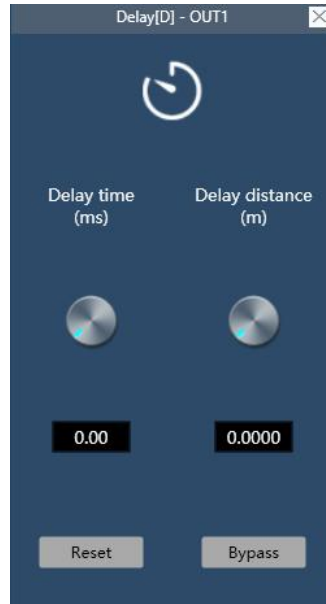 Delay[D] - OUT1
Delay time
(ms)
Delay distance
(m)
0.00
0.0000
Reset
Bypass